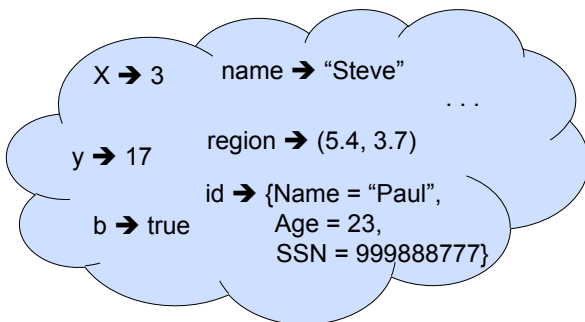 X ➔ 3
name ➔ “Steve”
. . .
y ➔ 17
region ➔ (5.4, 3.7)
b ➔ true
id ➔ {Name = “Paul”,
Age = 23,
SSN = 999888777}